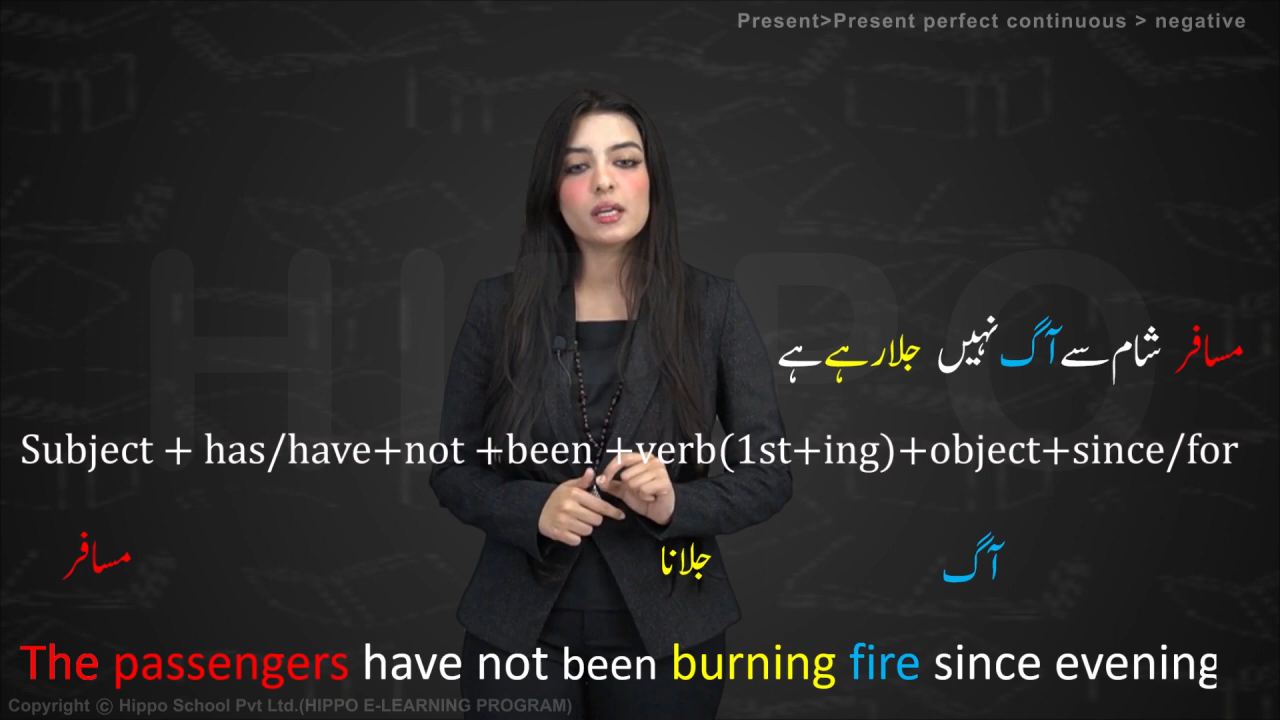 Present>Present perfect continuous > negative
HIPPO
مسافر شام سے آگ نہیں جلا رہے ہے
Subject + has/have+not +been +verb(1st+ing)+object+since/for
مسافر جلانا آگ
The passengers have not been burning fire since evening
Copyright © Hippo School Pvt Ltd.(HIPPO E-LEARNING PROGRAM)